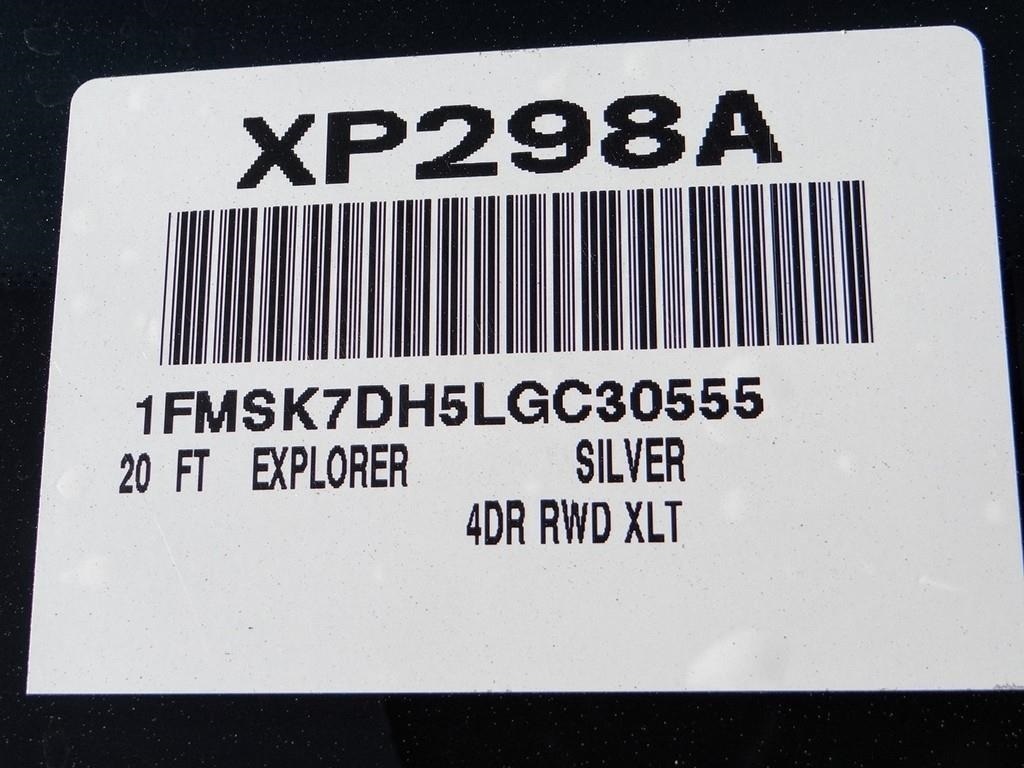 XP298A
1FMSK7DH5LGC30555
20 FT EXPLORER SILVER
4DR RWD XLT